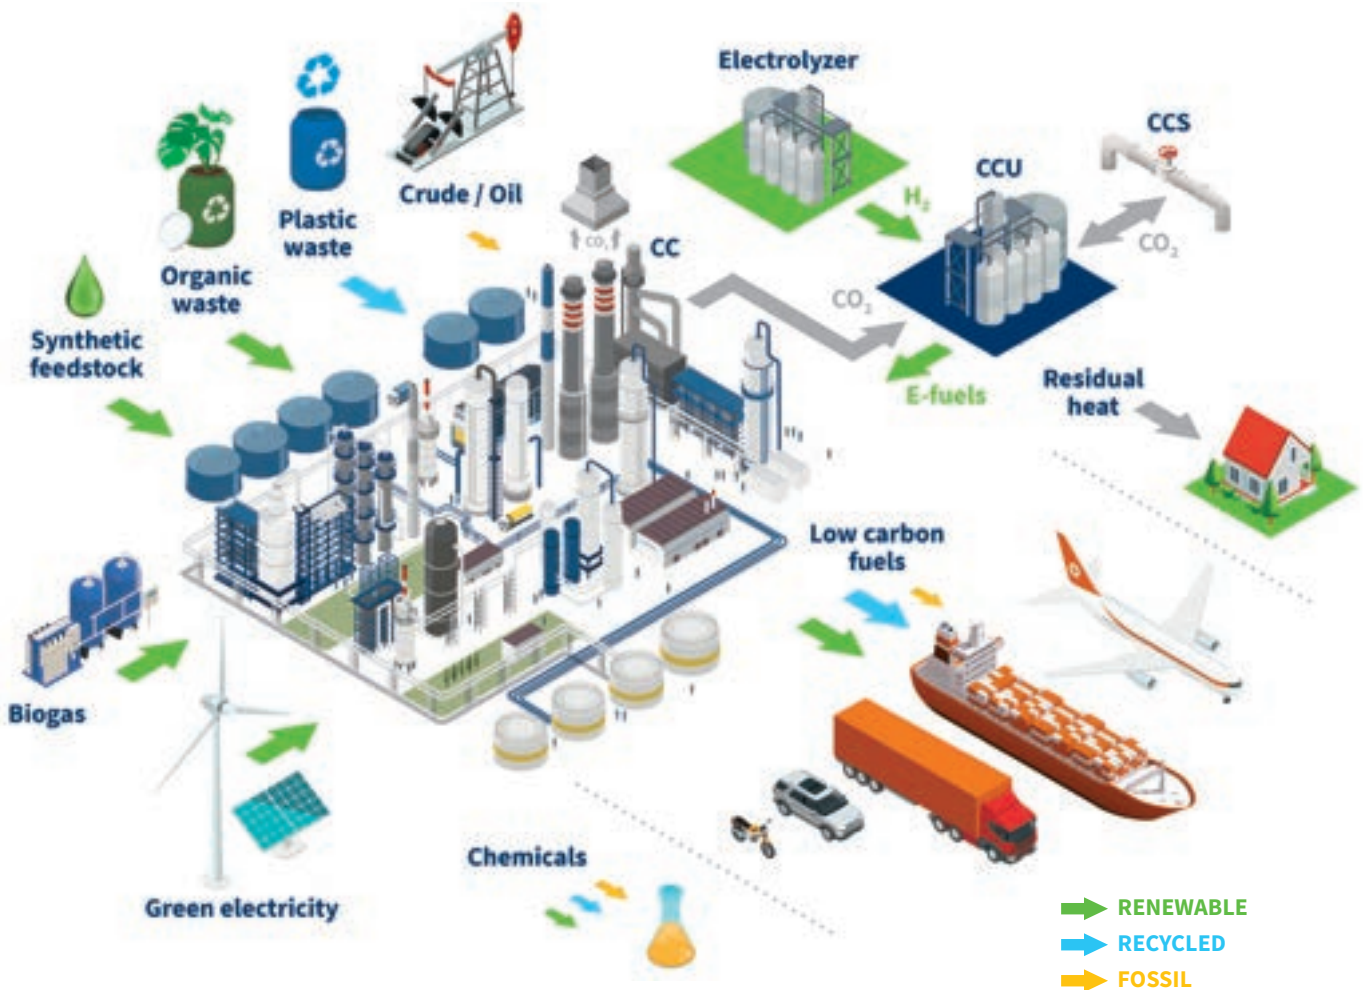 Electrolyzer
CCS
CCU
Crude / Oil
Plastic
waste
H₂
CO₂
CC
CO₂
Organic
waste
CO₂
Synthetic
feedstock
E-fuels
Residual
heat
Low carbon
fuels
Biogas
Chemicals
Green electricity
RENEWABLE
RECYCLED
FOSSIL